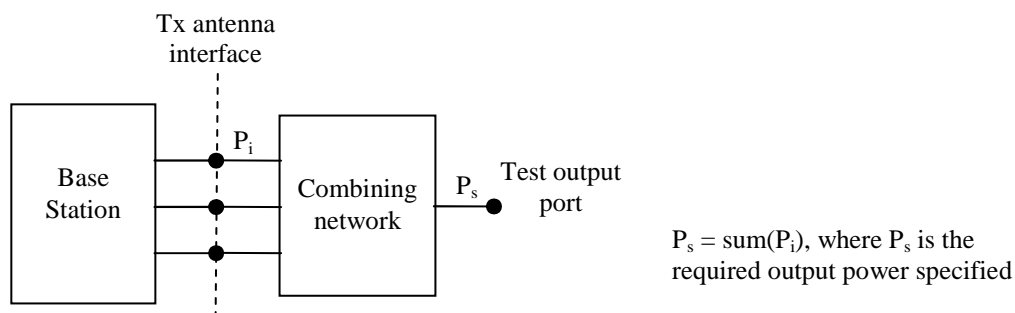 Tx antenna
interface
P_i
Base
Station
Combining
network
P_s
Test output
port
P_s = sum(P_i), where P_s is the
required output power specified